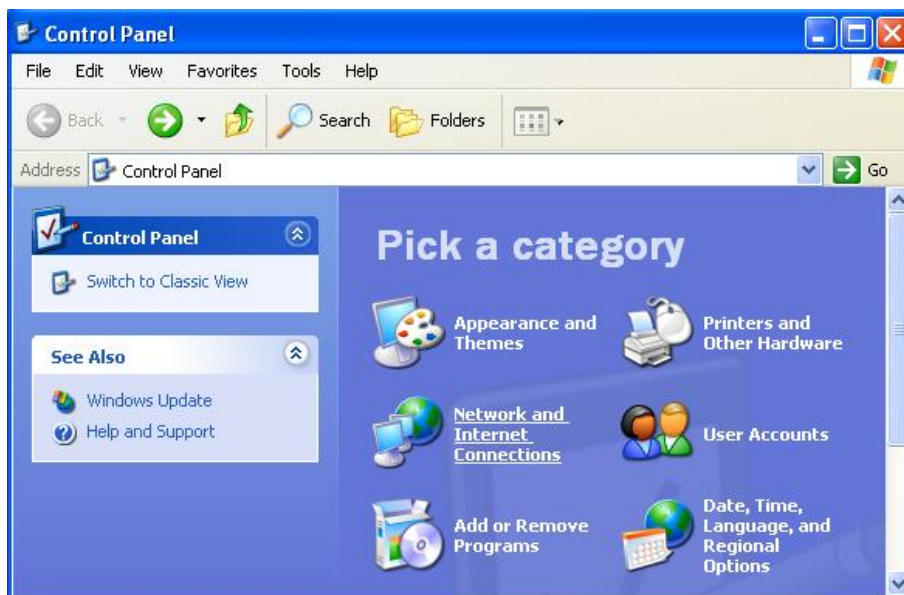 Control Panel
File Edit View Favorites Tools Help
Back Search Folders
Address Control Panel Go
Control Panel
Switch to Classic View
See Also
Windows Update
Help and Support
Pick a category
Appearance and
Themes
Printers and
Other Hardware
Network and
Internet
Connections
User Accounts
Add or Remove
Programs
Date, Time,
Language, and
Regional
Options